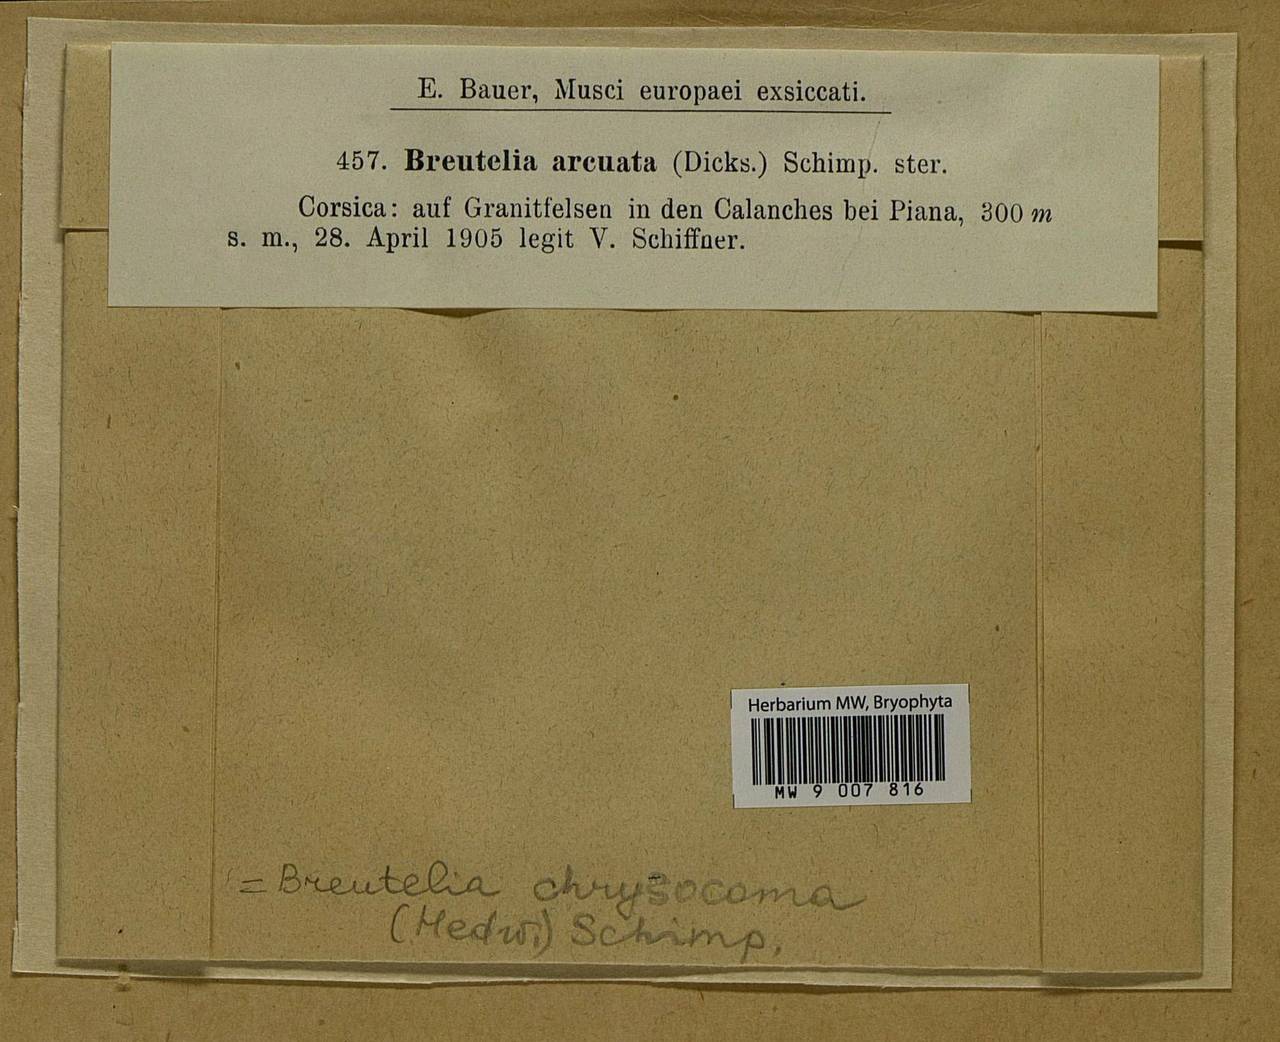 E. Bauer, Musci europaei exsiccati.
457. Breutelia arcuata (Dicks.) Schimp. ster.
Corsica: auf Granitfelsen in den Calanches bei Piana, 300 m
s. m., 28. April 1905 legit V. Schiffner.
Herbarium MW, Bryophyta
MW 9 007 816
= Breutelia chrysocoma
(Hedw.) Schimp.